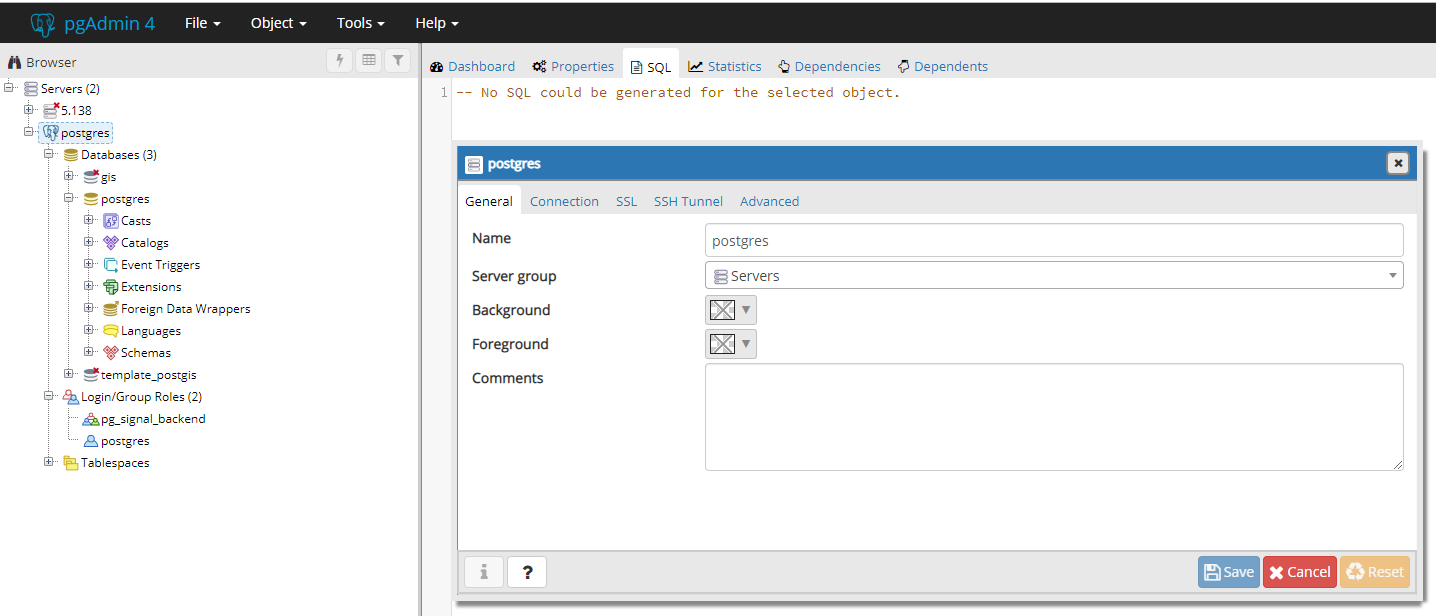 pgAdmin 4 File Object Tools Help
Browser
Servers (2)
5.138
postgres
Databases (3)
gis
postgres
Casts
Catalogs
Event Triggers
Extensions
Foreign Data Wrappers
Languages
Schemas
template_postgis
Login/Group Roles (2)
pg_signal_backend
postgres
Tablespaces
Dashboard Properties SQL Statistics Dependencies Dependents
1 -- No SQL could be generated for the selected object.
postgres
General Connection SSL SSH Tunnel Advanced
Name postgres
Server group Servers
Background
Foreground
Comments
i ? Save Cancel Reset